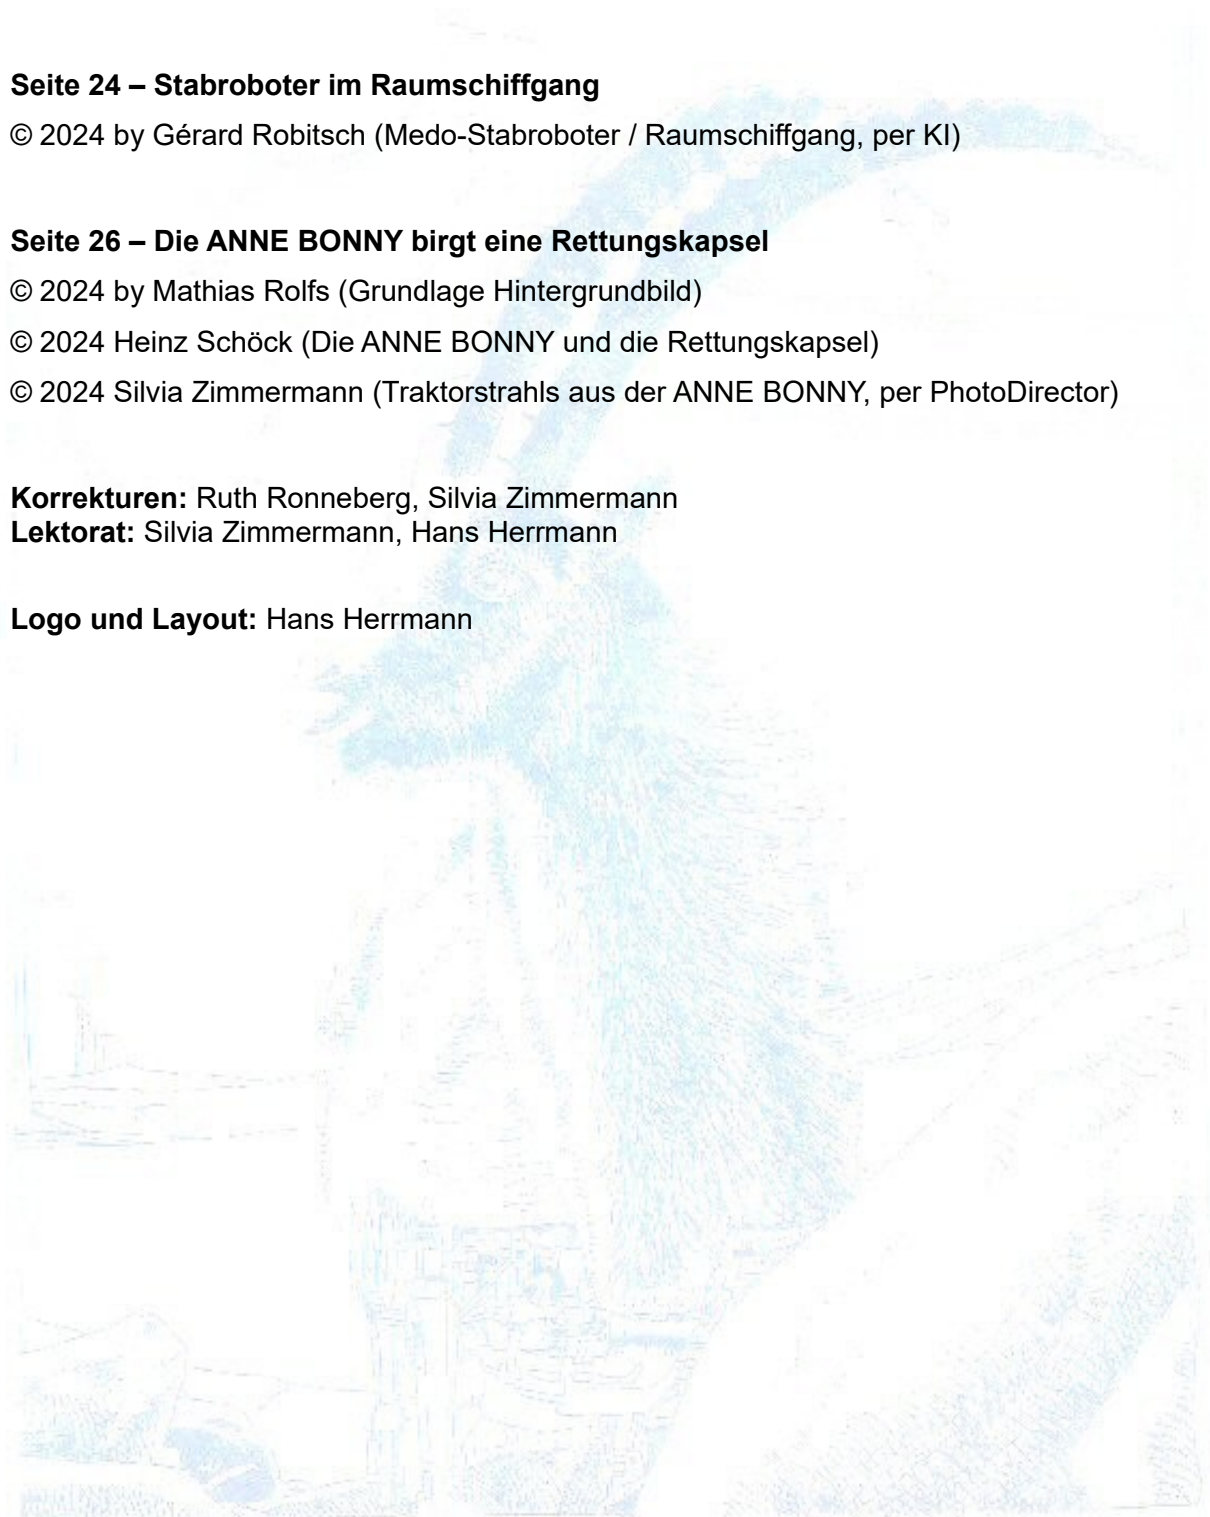 Seite 24 – Stabroboter im Raumschiffgang
© 2024 by Gérard Robitsch (Medo-Stabroboter / Raumschiffgang, per KI)
Seite 26 – Die ANNE BONNY birgt eine Rettungskapsel
© 2024 by Mathias Rolfs (Grundlage Hintergrundbild)
© 2024 Heinz Schöck (Die ANNE BONNY und die Rettungskapsel)
© 2024 Silvia Zimmermann (Traktorstrahls aus der ANNE BONNY, per PhotoDirector)
Korrekturen: Ruth Ronneberg, Silvia Zimmermann
Lektorat: Silvia Zimmermann, Hans Herrmann
Logo und Layout: Hans Herrmann